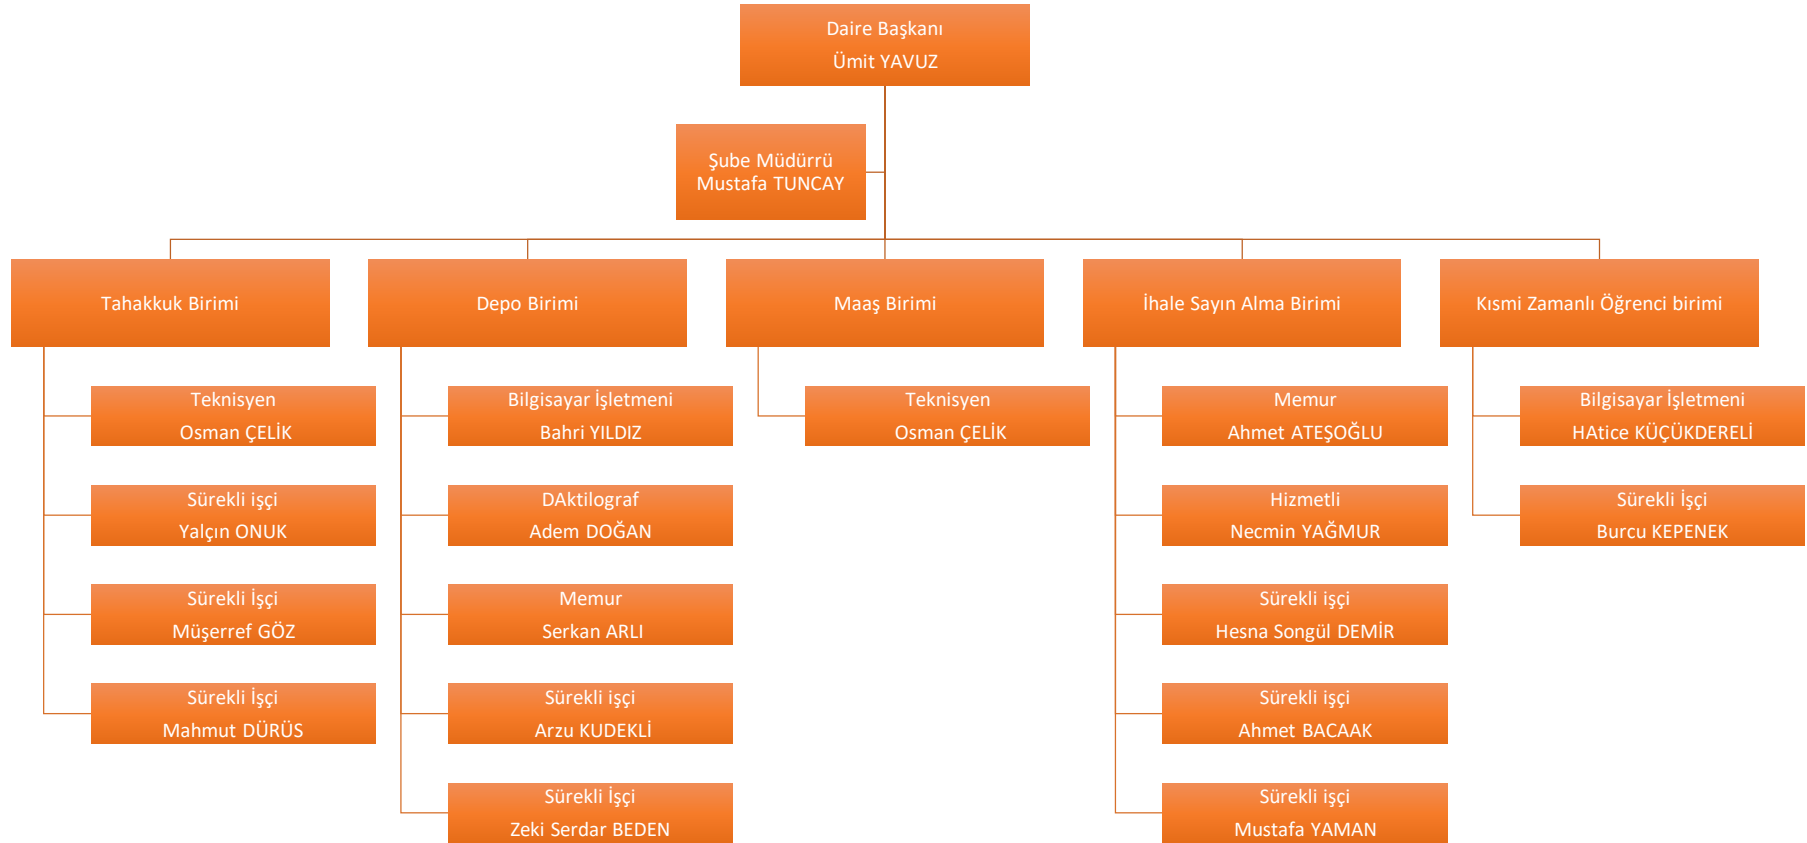 Daire Başkanı
Ümit YAVUZ
Şube Müdürrü
Mustafa TUNCAY
Tahakkuk Birimi
Teknisyen
Osman ÇELİK
Sürekli işçi
Yalçın ONUK
Sürekli İşçi
Müşerref GÖZ
Sürekli İşçi
Mahmut DÜRÜS
Depo Birimi
Bilgisayar İşletmeni
Bahri YILDIZ
DAktilograf
Adem DOĞAN
Memur
Serkan ARLI
Sürekli işçi
Arzu KUDEKLİ
Sürekli İşçi
Zeki Serdar BEDEN
Maaş Birimi
Teknisyen
Osman ÇELİK
İhale Sayın Alma Birimi
Memur
Ahmet ATEŞOĞLU
Hizmetli
Necmin YAĞMUR
Sürekli işçi
Hesna Songül DEMİR
Sürekli işçi
Ahmet BACAAK
Sürekli işçi
Mustafa YAMAN
Kısmi Zamanlı Öğrenci birimi
Bilgisayar İşletmeni
HAtice KÜÇÜKDERELİ
Sürekli İşçi
Burcu KEPENEK